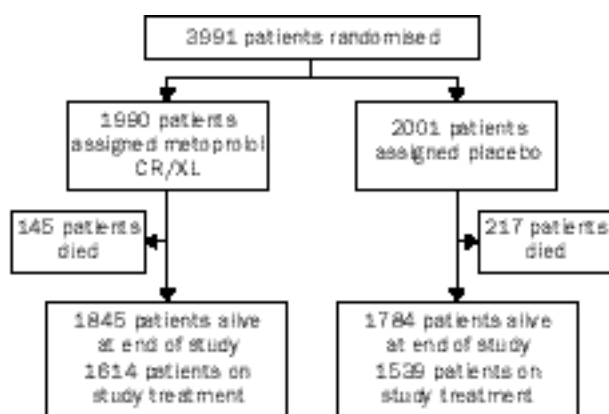 3991 patients randomised
1990 patients
assigned metoprolol
CR/XL
2001 patients
assigned placebo
145 patients
died
217 patients
died
1845 patients alive
at end of study
1614 patients on
study treatment
1784 patients alive
at end of study
1539 patients on
study treatment